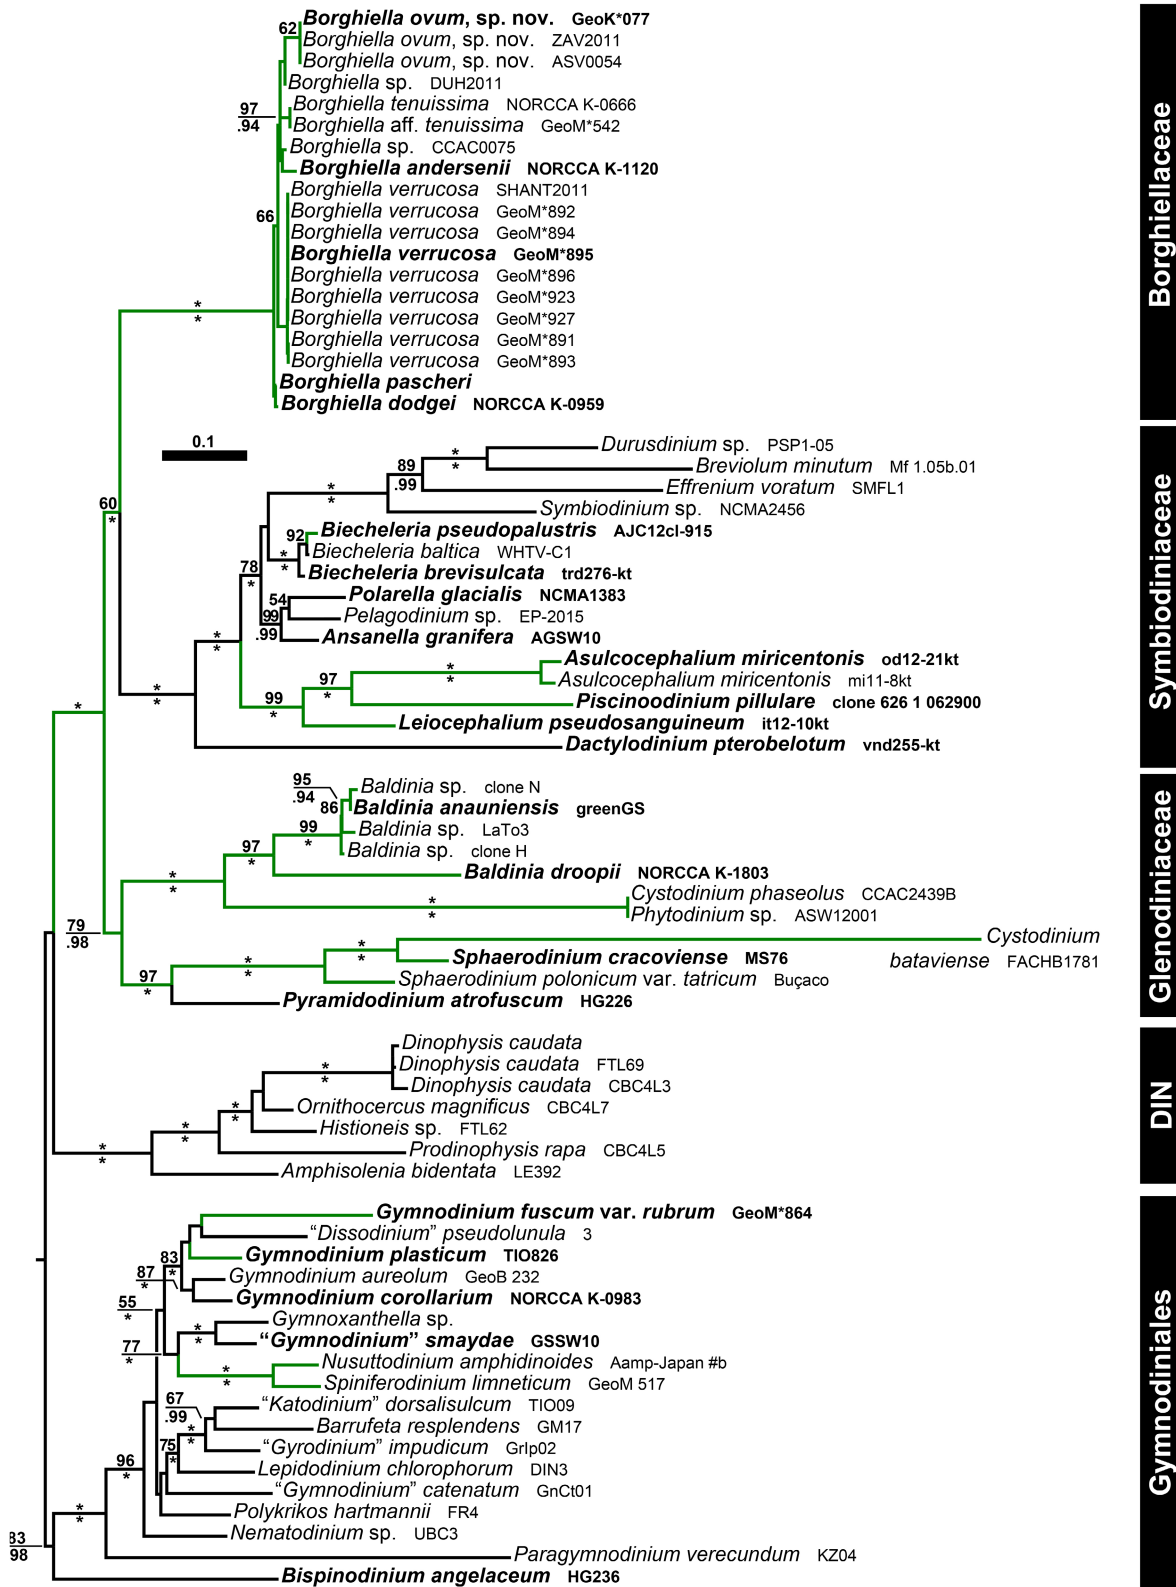 Borghiella ovum, sp. nov. GeoK*077
62
Borghiella ovum, sp. nov. ZAV2011
Borghiella ovum, sp. nov. ASV0054
Borghiella sp. DUH2011
Borghiella tenuissima NORCCA K-0666
97
.94
Borghiella aff. tenuissima GeoM*542
Borghiella sp. CCAC0075
Borghiella andersenii NORCCA K-1120
Borghiella verrucosa SHANT2011
66
Borghiella verrucosa GeoM*892
Borghiella verrucosa GeoM*894
Borghiella verrucosa GeoM*895
Borghiella verrucosa GeoM*896
Borghiella verrucosa GeoM*923
*
*
Borghiella verrucosa GeoM*927
Borghiella verrucosa GeoM*891
Borghiella verrucosa GeoM*893
Borghiella pascheri
Borghiella dodgei NORCCA K-0959
Borghiellaceae
0.1
Durusdinium sp. PSP1-05
*
*
Breviolum minutum Mf 1.05b.01
89
.99
Effrenium voratum SMFL1
*
*
Symbiodinium sp. NCMA2456
60
*
Biecheleria pseudopalustris AJC12cl-915
92
Biecheleria baltica WHTV-C1
*
*
Biecheleria brevisulcata trd276-kt
78
*
Polarella glacialis NCMA1383
54
Pelagodinium sp. EP-2015
99
.99
Ansanella granifera AGSW10
*
*
Asulcocephalium miricentonis od12-21kt
*
*
Asulcocephalium miricentonis mi11-8kt
97
*
Piscinoodinium pillulare clone 626 1 062900
99
*
Leiocephalium pseudosanguineum it12-10kt
*
*
*
Dactylodinium pterobelotum vnd255-kt
Symbiodiniaceae
Baldinia sp. clone N
95
.94
86
Baldinia anauniensis greenGS
99
*
Baldinia sp. LaTo3
Baldinia sp. clone H
97
*
Baldinia droopii NORCCA K-1803
*
*
Cystodinium phaseolus CCAC2439B
*
*
Phytodinium sp. ASW12001
79
.98
Cystodinium
bataviense FACHB1781
*
*
Sphaerodinium cracoviense MS76
*
*
Sphaerodinium polonicum var. tatricum Buçaco
97
*
Pyramidodinium atrofuscum HG226
Glenodiniaceae
Dinophysis caudata
Dinophysis caudata FTL69
*
*
Dinophysis caudata CBC4L3
Ornithocercus magnificus CBC4L7
*
*
Histioneis sp. FTL62
*
*
Prodinophysis rapa CBC4L5
*
*
Amphisolenia bidentata LE392
DIN
Gymnodinium fuscum var. rubrum GeoM*864
“Dissodinium” pseudolunula 3
Gymnodinium plasticum TIO826
83
*
Gymnodinium aureolum GeoB 232
87
*
Gymnodinium corollarium NORCCA K-0983
55
*
Gymnoxanthella sp.
*
*
“Gymnodinium” smaydae GSSW10
77
*
Nusuttodinium amphidinoides Aamp-Japan #b
*
*
Spiniferodinium limneticum GeoM 517
“Katodinium” dorsalisulcum TIO09
67
.99
Barrufeta resplendens GM17
*
*
“Gyrodinium” impudicum GrIp02
75
*
Lepidodinium chlorophorum DIN3
96
*
“Gymnodinium” catenatum GnCt01
Polykrikos hartmannii FR4
*
*
Nematodinium sp. UBC3
83
98
Paragymnodinium verecundum KZ04
Bispinodinium angelaceum HG236
Gymnodiniales